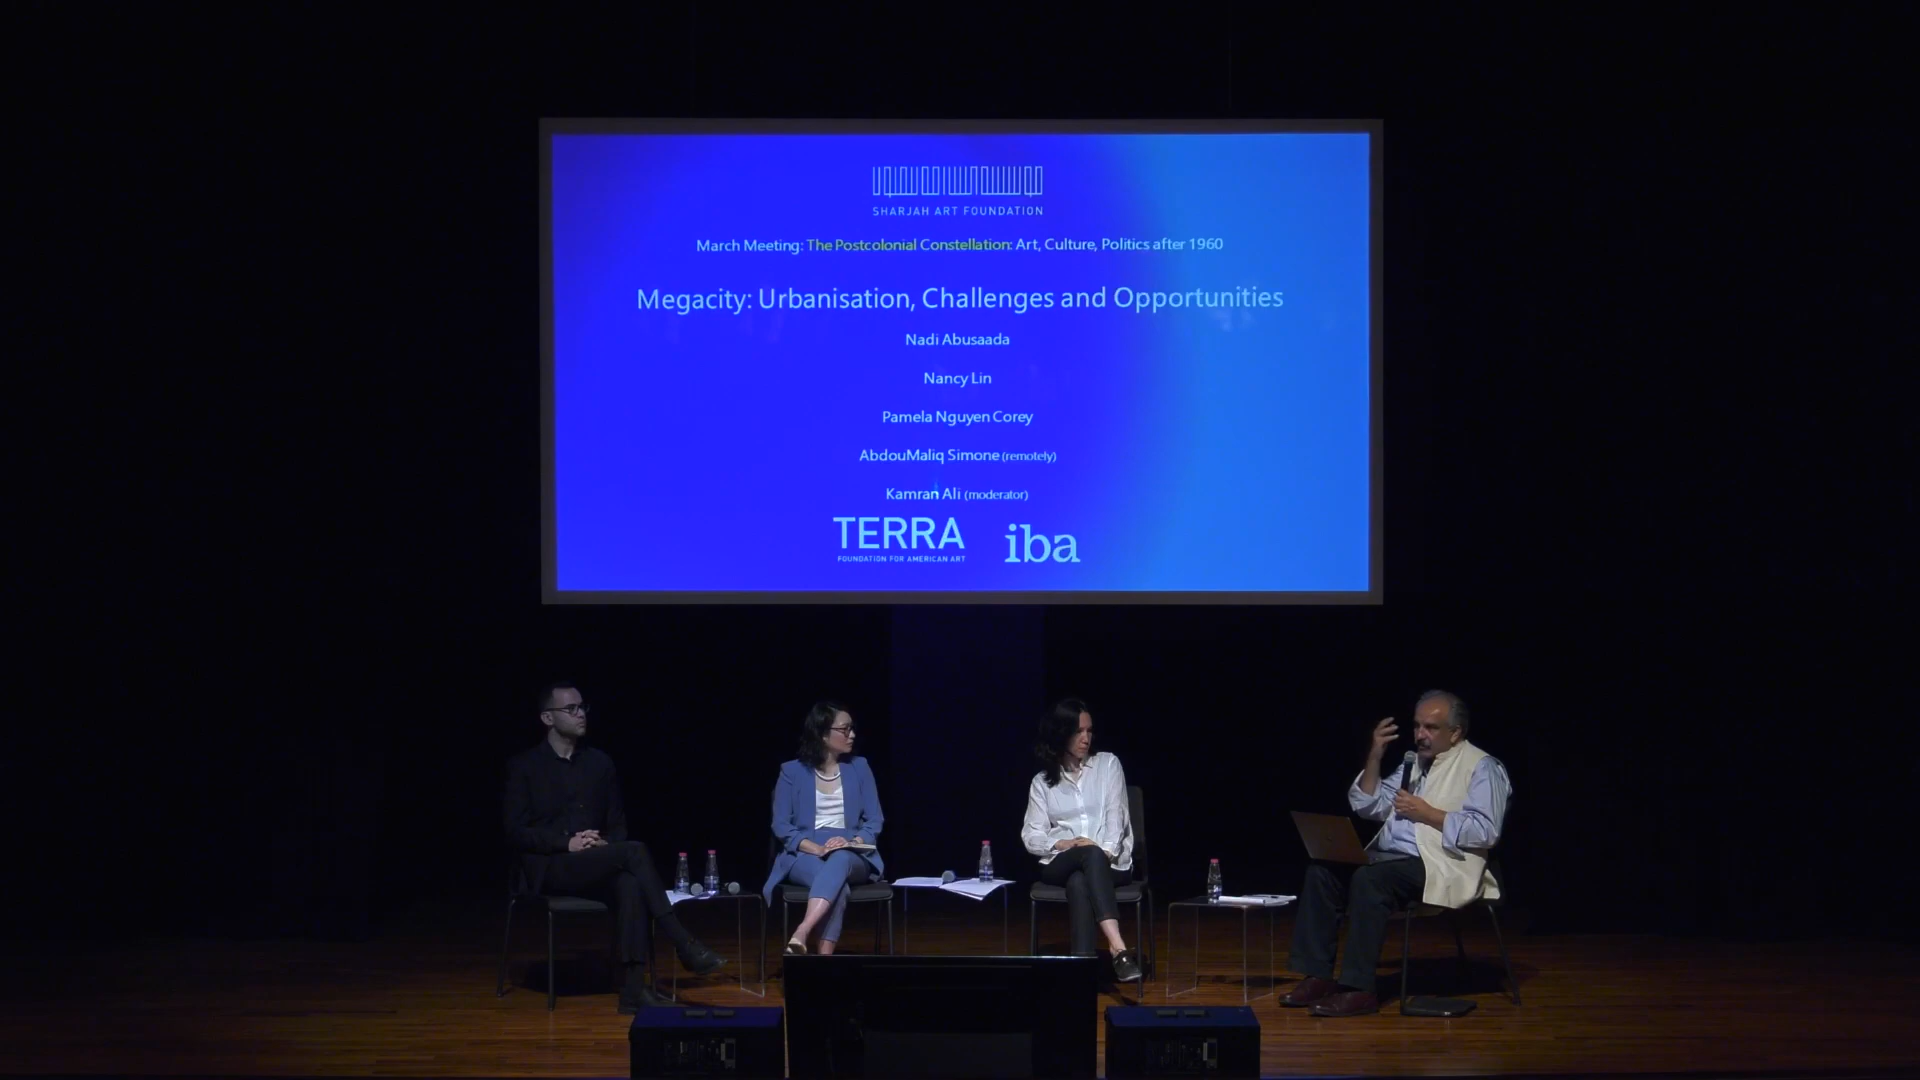 SHARJAH ART FOUNDATION
March Meeting: The Postcolonial Constellation: Art, Culture, Politics after 1960
Megacity: Urbanisation, Challenges and Opportunities
Nadi Abusaada
Nancy Lin
Pamela Nguyen Corey
AbdouMaliq Simone (remotely)
Kamran Ali (moderator)
TERRA
FOUNDATION FOR AMERICAN ART
iba